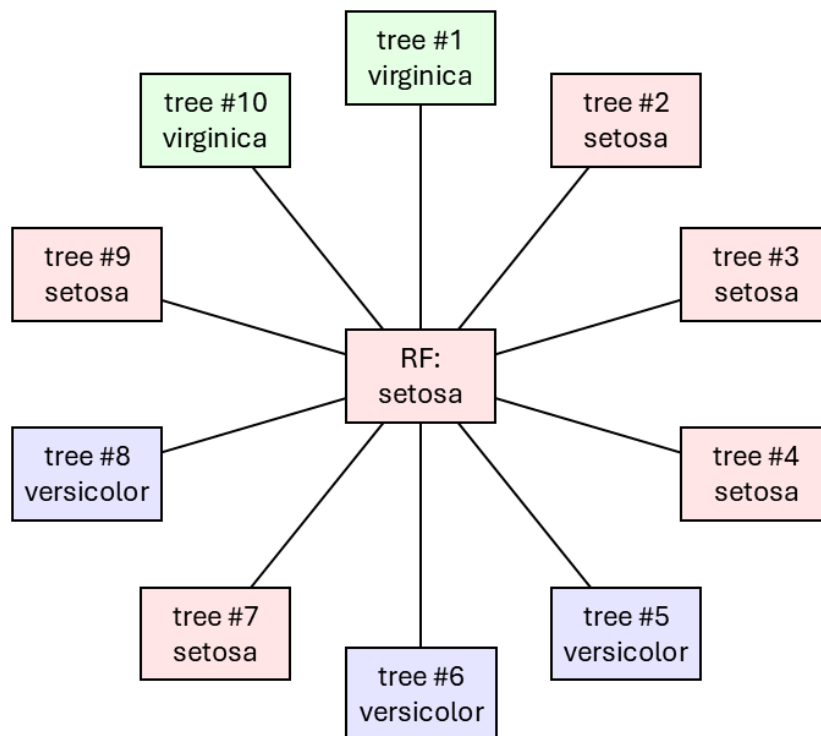 tree #1
virginica
tree #2
setosa
tree #3
setosa
tree #4
setosa
tree #5
versicolor
tree #6
versicolor
tree #7
setosa
tree #8
versicolor
tree #9
setosa
tree #10
virginica
RF:
setosa